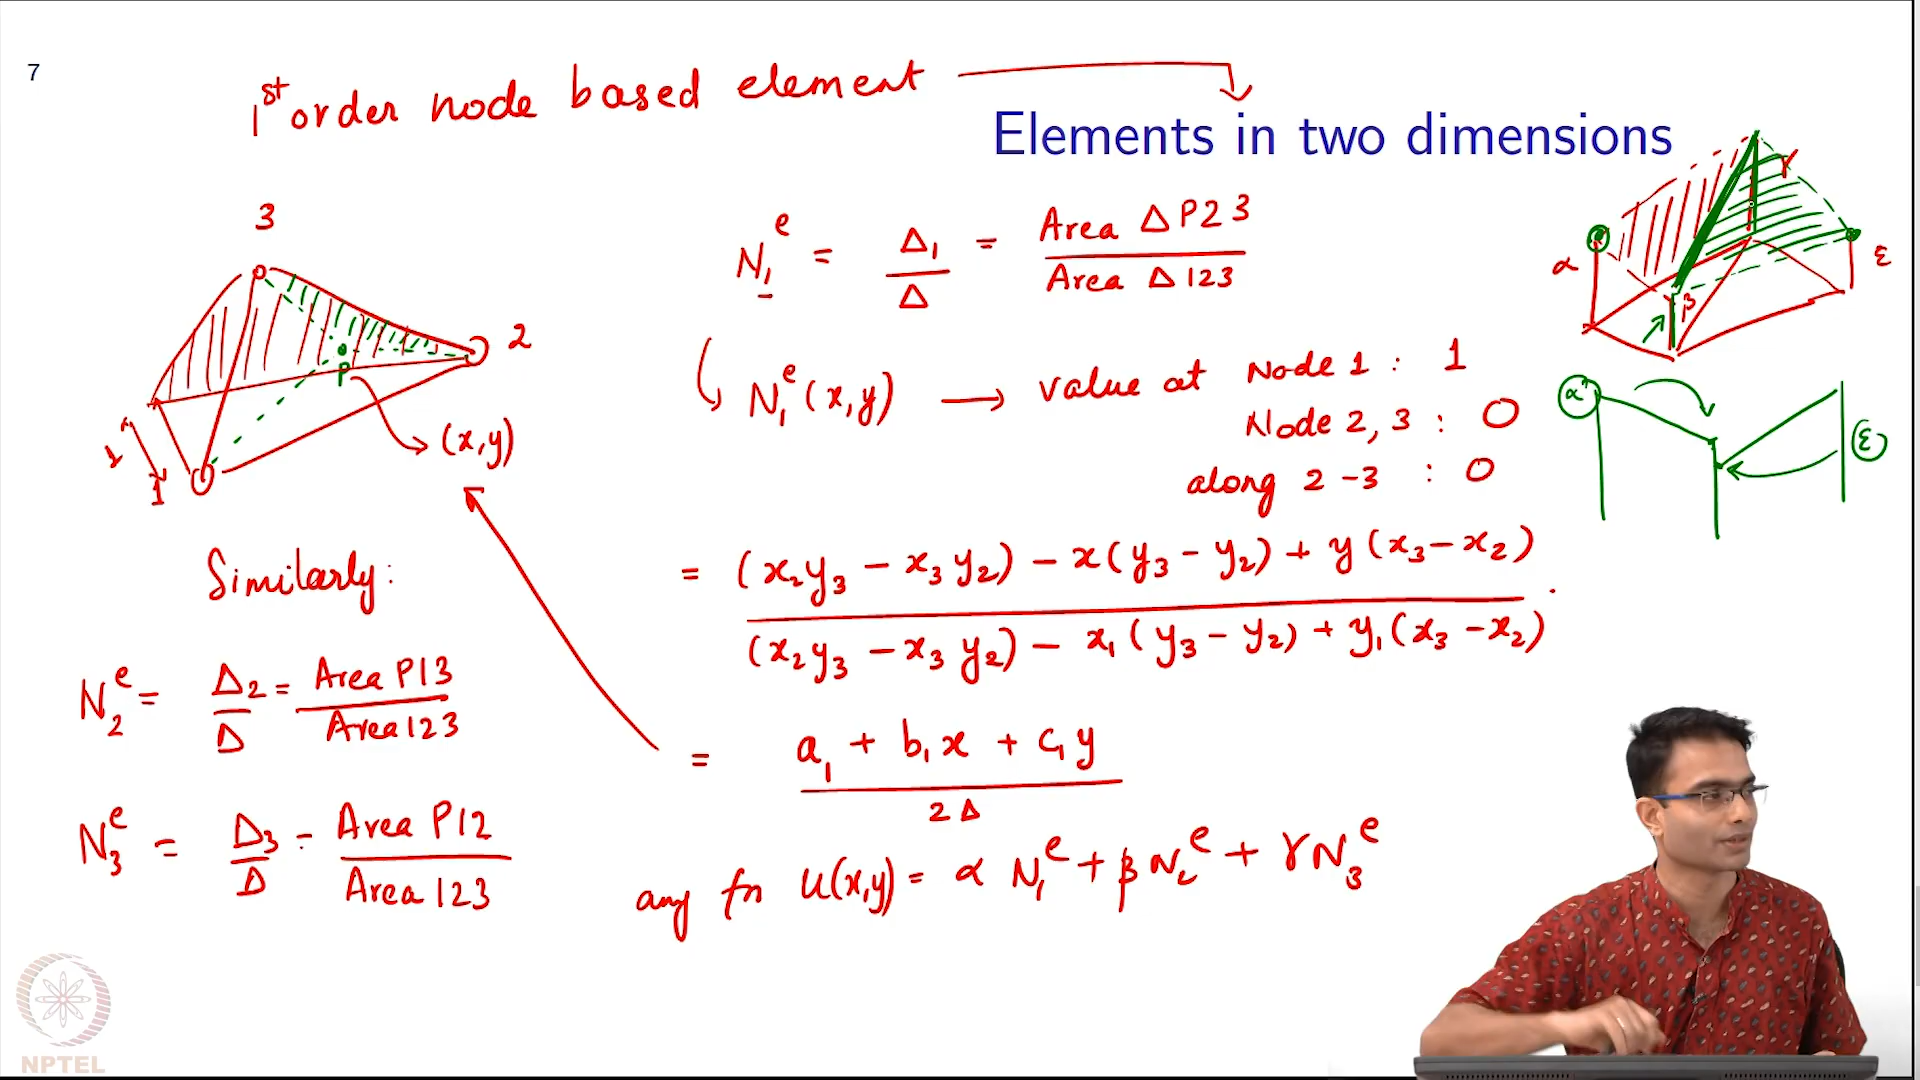 7
1st order node based element
Elements in two dimensions
3
2
P
1
1
(x,y)
N₁ᵉ = Δ₁/Δ = Area ΔP23 / Area Δ123
N₁ᵉ(x,y) → value at Node 1 : 1
Node 2, 3 : 0
along 2-3 : 0
= (x₂y₃ − x₃y₂) − x(y₃ − y₂) + y(x₃ − x₂)
(x₂y₃ − x₃y₂) − x₁(y₃ − y₂) + y₁(x₃ − x₂)
= a₁ + b₁x + c₁y
2Δ
any fn u(x,y) = α N₁ᵉ + β N₂ᵉ + γ N₃ᵉ
Similarly:
N₂ᵉ = Δ₂/Δ = Area P13 / Area 123
N₃ᵉ = Δ₃/Δ = Area P12 / Area 123
γ
α
ε
β
α
ε
NPTEL